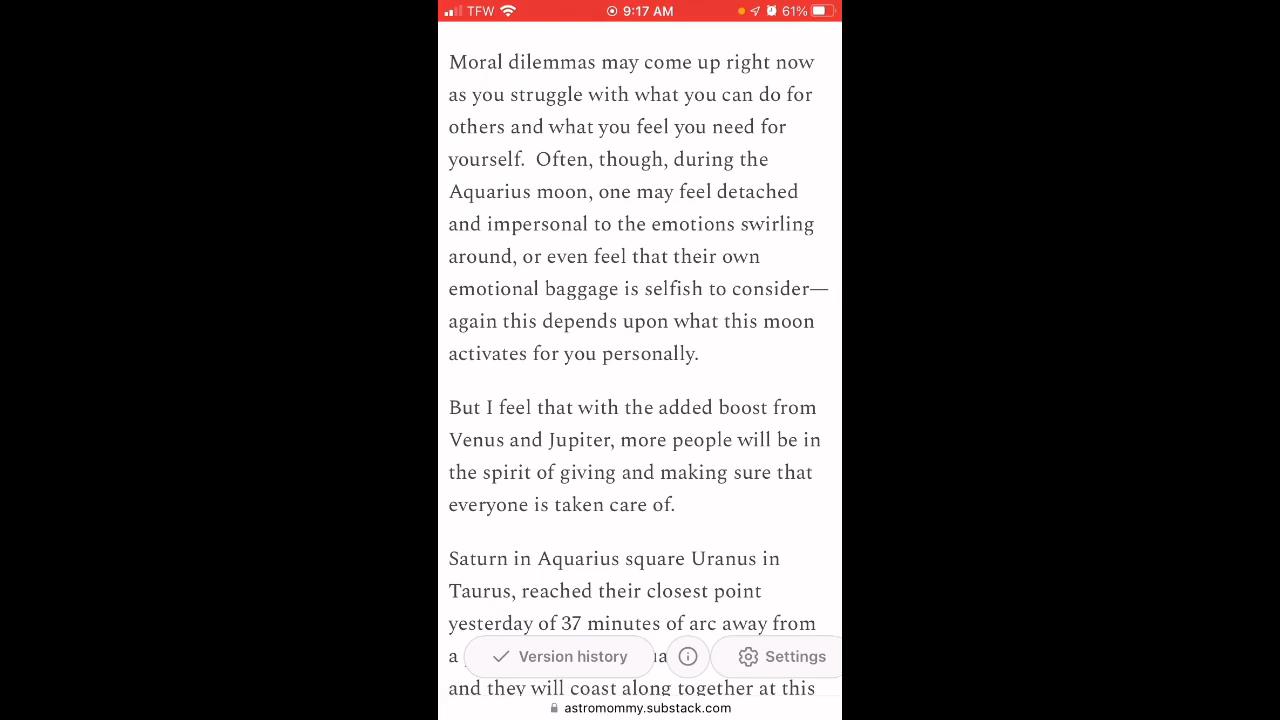 TFW 9:17 AM 61%
Moral dilemmas may come up right now
as you struggle with what you can do for
others and what you feel you need for
yourself.  Often, though, during the
Aquarius moon, one may feel detached
and impersonal to the emotions swirling
around, or even feel that their own
emotional baggage is selfish to consider—
again this depends upon what this moon
activates for you personally.
But I feel that with the added boost from
Venus and Jupiter, more people will be in
the spirit of giving and making sure that
everyone is taken care of.
Saturn in Aquarius square Uranus in
Taurus, reached their closest point
yesterday of 37 minutes of arc away from
a
Version history Settings
and they will coast along together at this
astromommy.substack.com